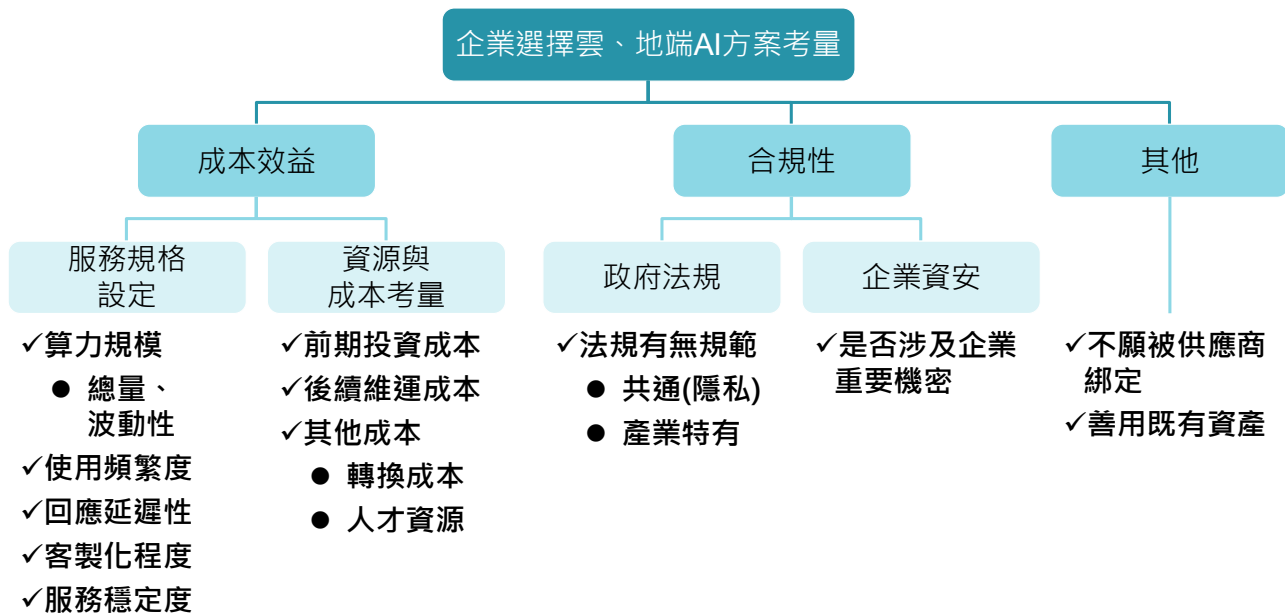 企業選擇雲、地端AI方案考量
成本效益
合規性
其他
服務規格
設定
資源與
成本考量
政府法規
企業資安
✓算力規模
● 總量、
波動性
✓使用頻繁度
✓回應延遲性
✓客製化程度
✓服務穩定度
✓前期投資成本
✓後續維運成本
✓其他成本
● 轉換成本
● 人才資源
✓法規有無規範
● 共通(隱私)
● 產業特有
✓是否涉及企業
重要機密
✓不願被供應商
綁定
✓善用既有資產